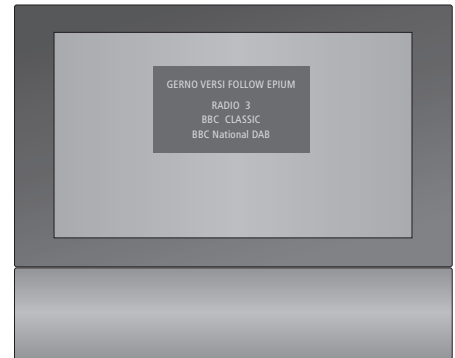 GERNO VERSI FOLLOW EPIUM
RADIO 3
BBC CLASSIC
BBC National DAB